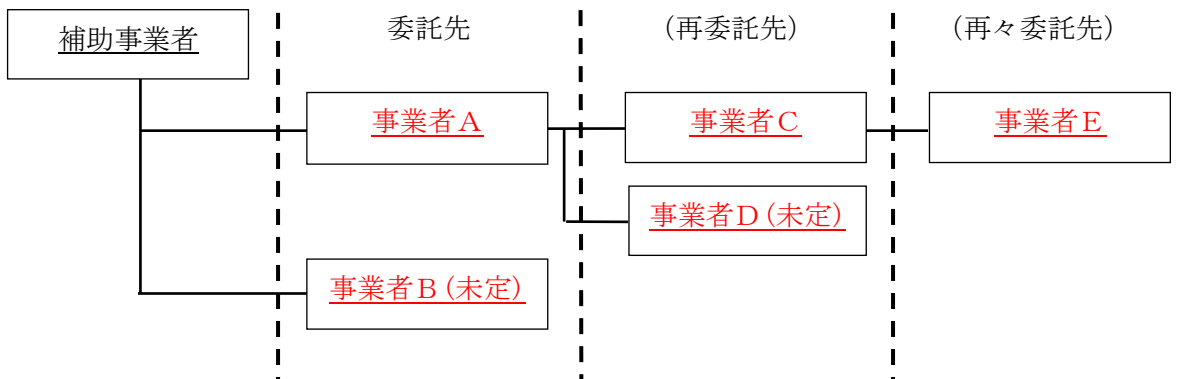 補助事業者
委託先
(再委託先)
(再々委託先)
事業者A
事業者C
事業者E
事業者D(未定)
事業者B(未定)